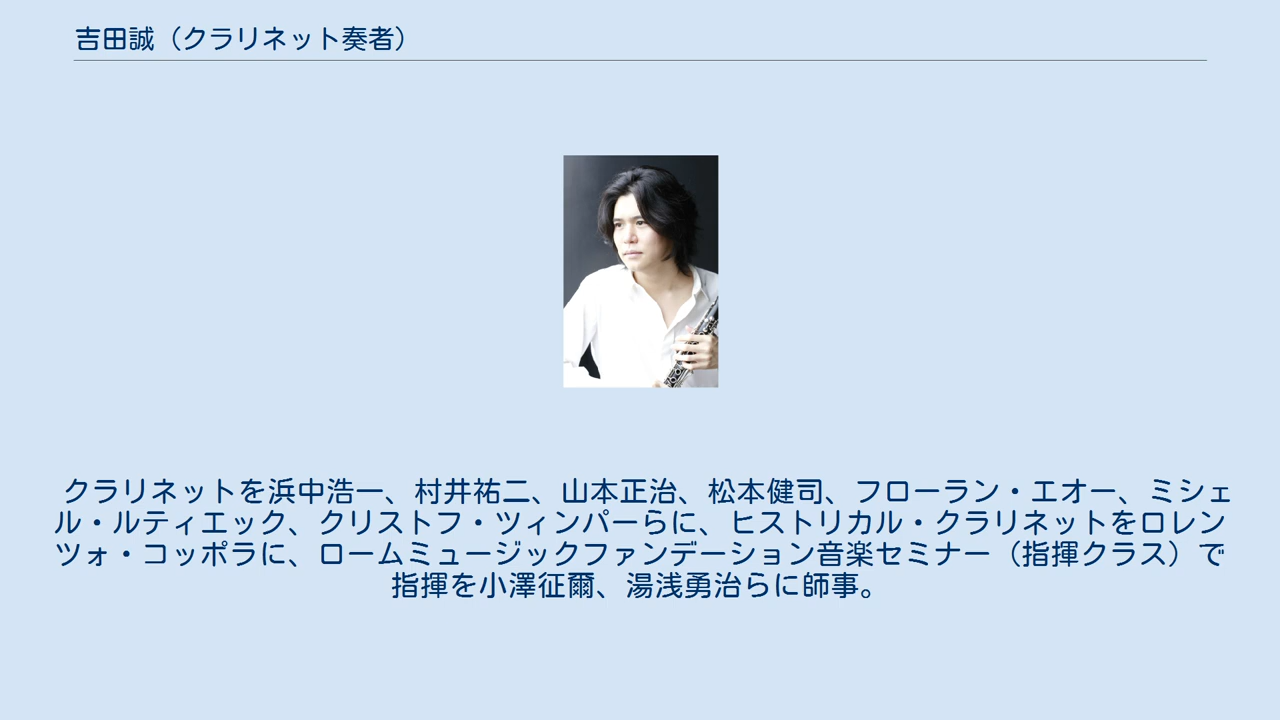 吉田誠（クラリネット奏者）
クラリネットを浜中浩一、村井祐二、山本正治、松本健司、フローラン・エオー、ミシェ
ル・ルティエック、クリストフ・ツィンパーらに、ヒストリカル・クラリネットをロレン
ツォ・コッポラに、ロームミュージックファンデーション音楽セミナー（指揮クラス）で
指揮を小澤征爾、湯浅勇治らに師事。